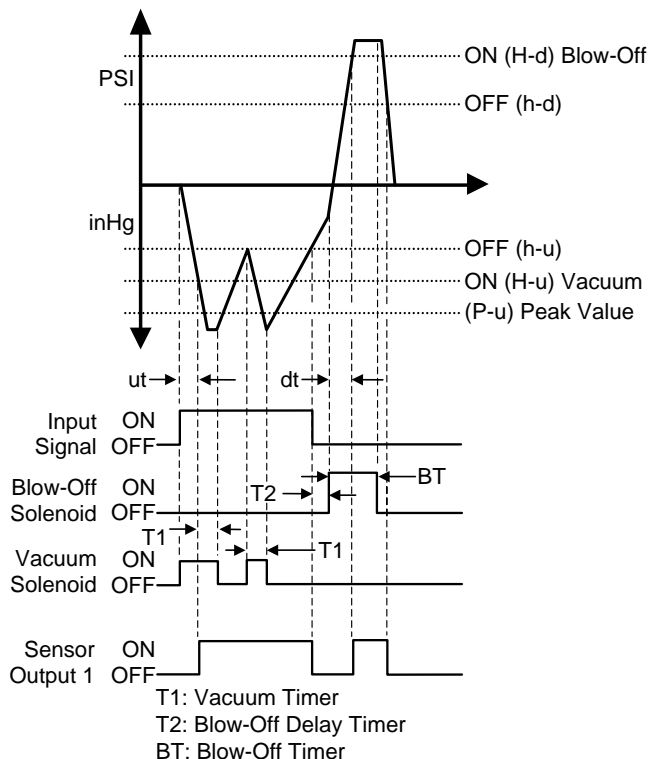 ON (H-d) Blow-Off
PSI
OFF (h-d)
inHg
OFF (h-u)
ON (H-u) Vacuum
(P-u) Peak Value
ut
dt
Input Signal
ON
OFF
BT
Blow-Off Solenoid
ON
OFF
T2
T1
Vacuum Solenoid
ON
OFF
T1
Sensor Output 1
ON
OFF
T1: Vacuum Timer
T2: Blow-Off Delay Timer
BT: Blow-Off Timer